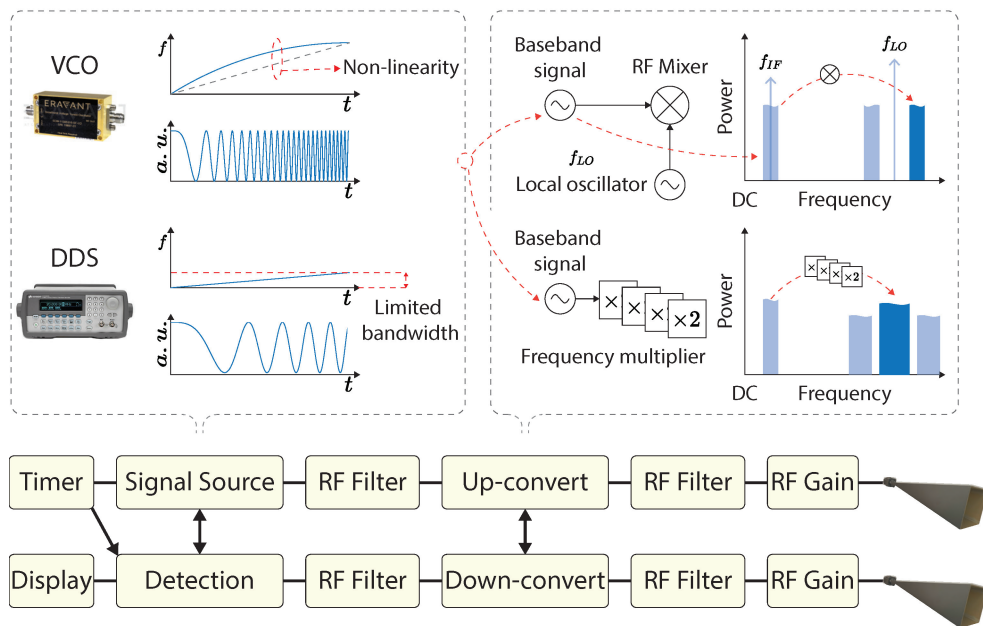 VCO
ERAVANT
f
Non-linearity
t
a. u.
t
DDS
f
Limited
bandwidth
a. u.
t
Baseband
signal
RF Mixer
f_LO
Local oscillator
Power
f_IF
f_LO
DC
Frequency
Baseband
signal
× × × ×2
Frequency multiplier
Power
× × × ×2
DC
Frequency
Timer
Signal Source
RF Filter
Up-convert
RF Filter
RF Gain
Display
Detection
RF Filter
Down-convert
RF Filter
RF Gain